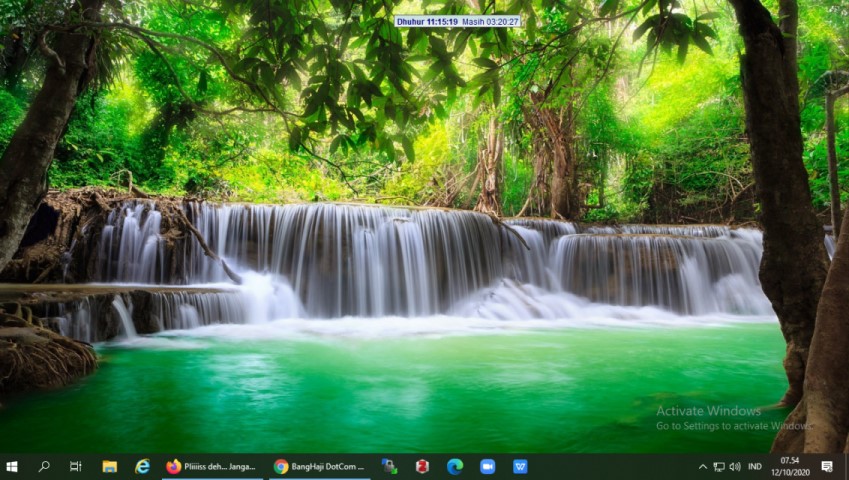 Dhuhur 11:15:19 Masih 03:20:27
Activate Windows
Go to Settings to activate Windows.
Pliiiiss deh... Janga...
BangHaji DotCom ...
IND
07.54
12/10/2020